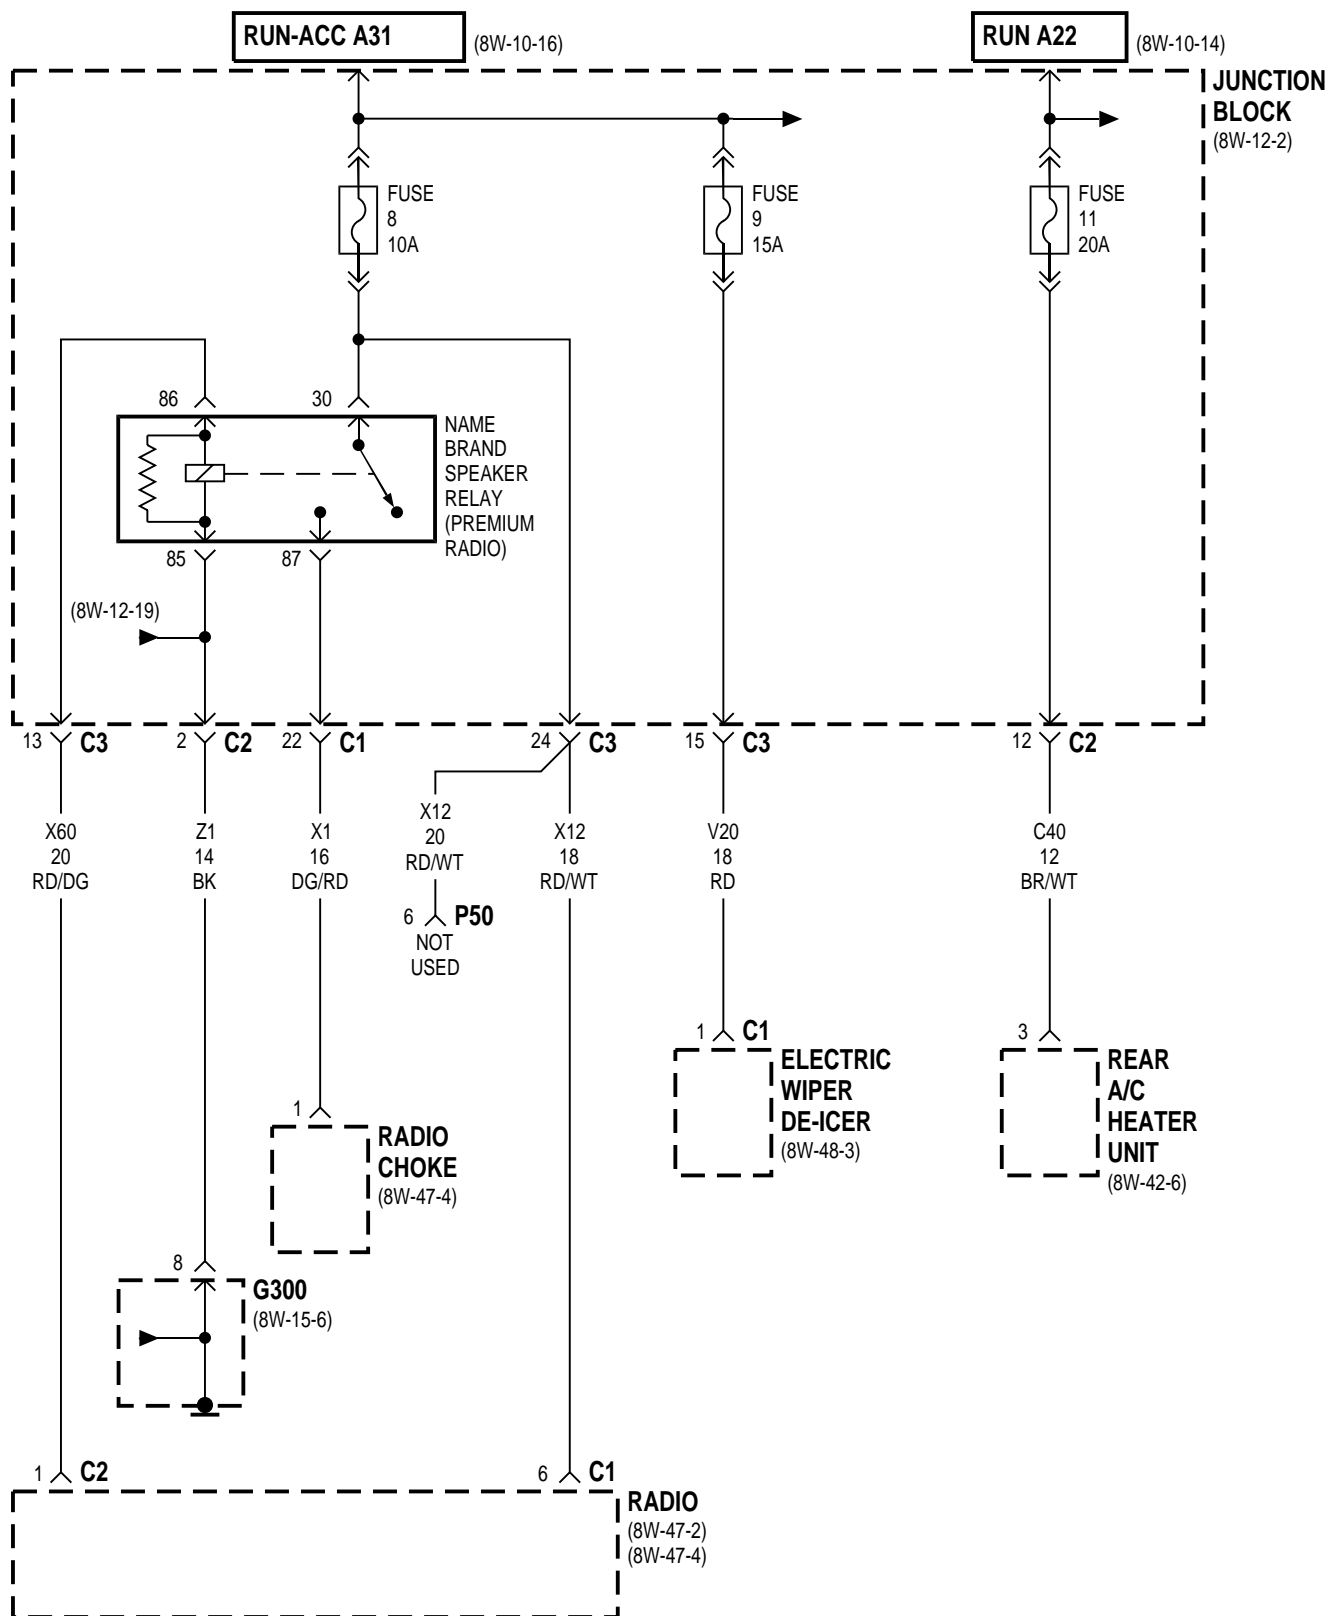 RUN-ACC A31
(8W-10-16)
RUN A22
(8W-10-14)
JUNCTION
BLOCK
(8W-12-2)
FUSE
8
10A
FUSE
9
15A
FUSE
11
20A
86
30
NAME
BRAND
SPEAKER
RELAY
(PREMIUM
RADIO)
85
87
(8W-12-19)
13 C3
2 C2
22 C1
24 C3
15 C3
12 C2
X60
20
RD/DG
Z1
14
BK
X1
16
DG/RD
X12
20
RD/WT
X12
18
RD/WT
V20
18
RD
C40
12
BR/WT
6 P50
NOT
USED
1 C1
ELECTRIC
WIPER
DE-ICER
(8W-48-3)
3
REAR
A/C
HEATER
UNIT
(8W-42-6)
1
RADIO
CHOKE
(8W-47-4)
8
G300
(8W-15-6)
1 C2
6 C1
RADIO
(8W-47-2)
(8W-47-4)